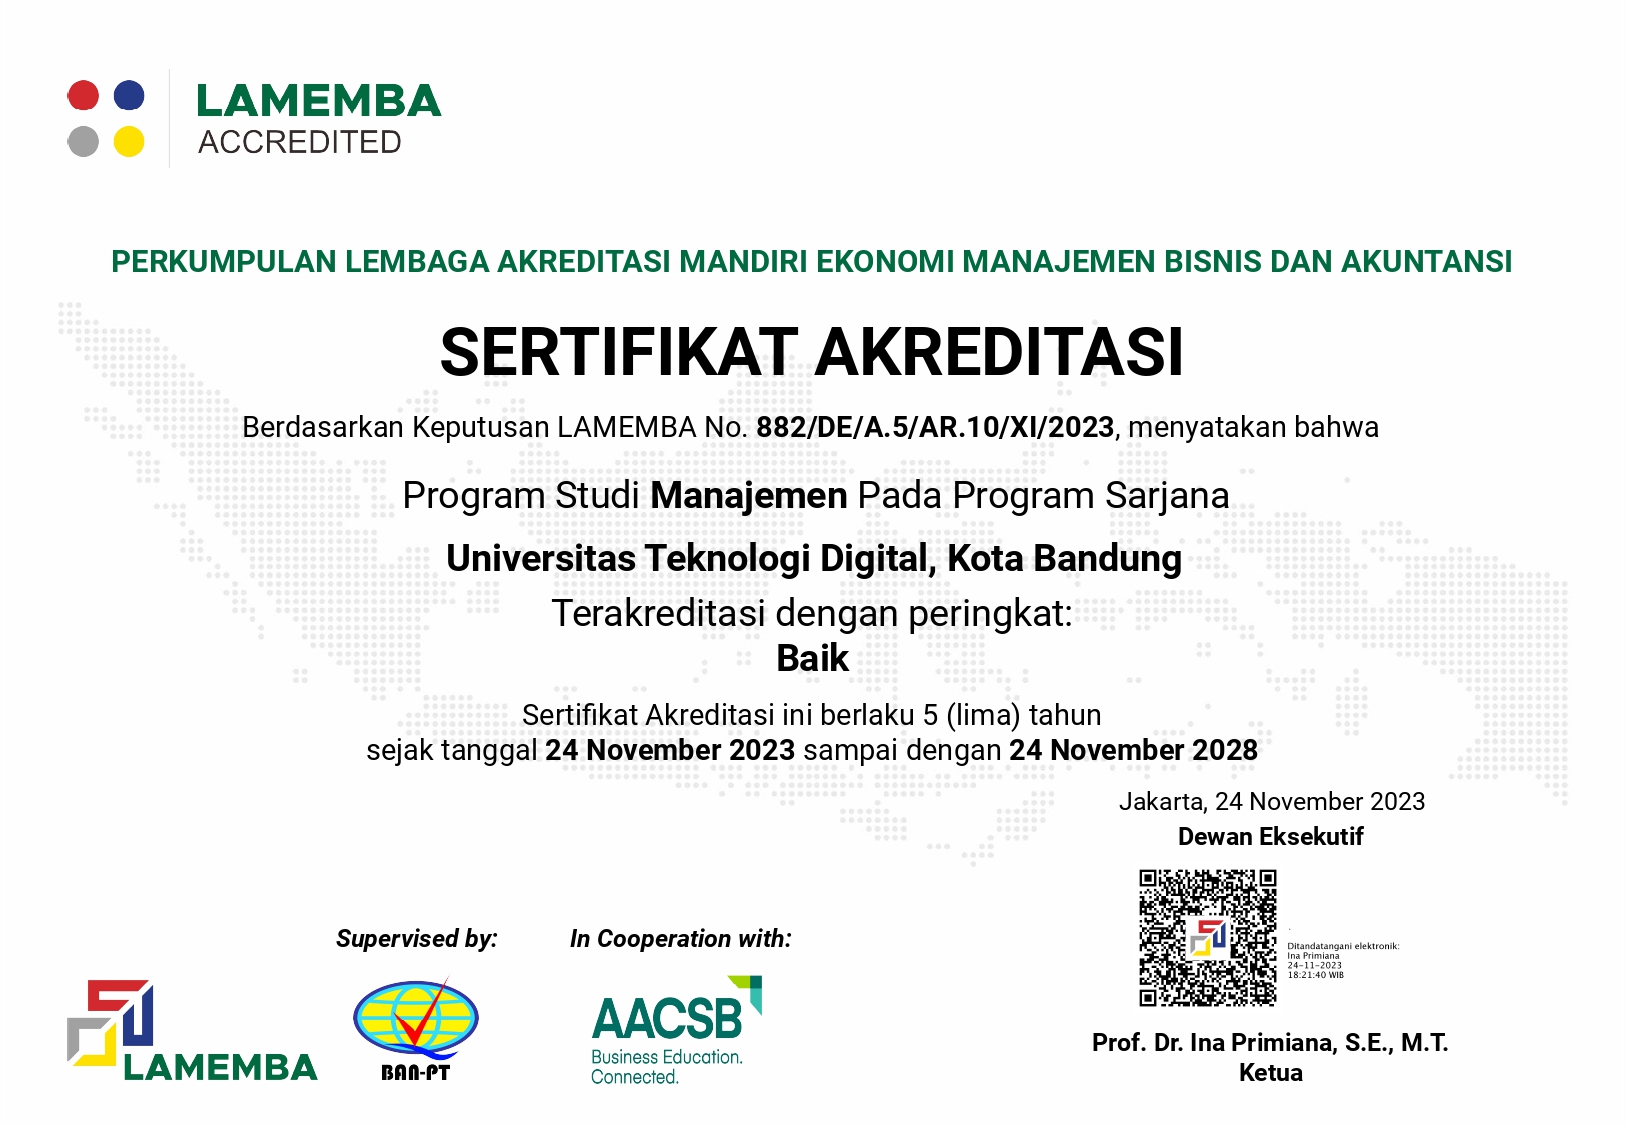 LAMEMBA
ACCREDITED
PERKUMPULAN LEMBAGA AKREDITASI MANDIRI EKONOMI MANAJEMEN BISNIS DAN AKUNTANSI
SERTIFIKAT AKREDITASI
Berdasarkan Keputusan LAMEMBA No. 882/DE/A.5/AR.10/XI/2023, menyatakan bahwa
Program Studi Manajemen Pada Program Sarjana
Universitas Teknologi Digital, Kota Bandung
Terakreditasi dengan peringkat:
Baik
Sertifikat Akreditasi ini berlaku 5 (lima) tahun
sejak tanggal 24 November 2023 sampai dengan 24 November 2028
Jakarta, 24 November 2023
Dewan Eksekutif
Ditandatangani elektronik:
Ina Primiana
24-11-2023
18:21:40 WIB
Prof. Dr. Ina Primiana, S.E., M.T.
Ketua
Supervised by:
In Cooperation with:
LAMEMBA
BAN-PT
AACSB
Business Education.
Connected.